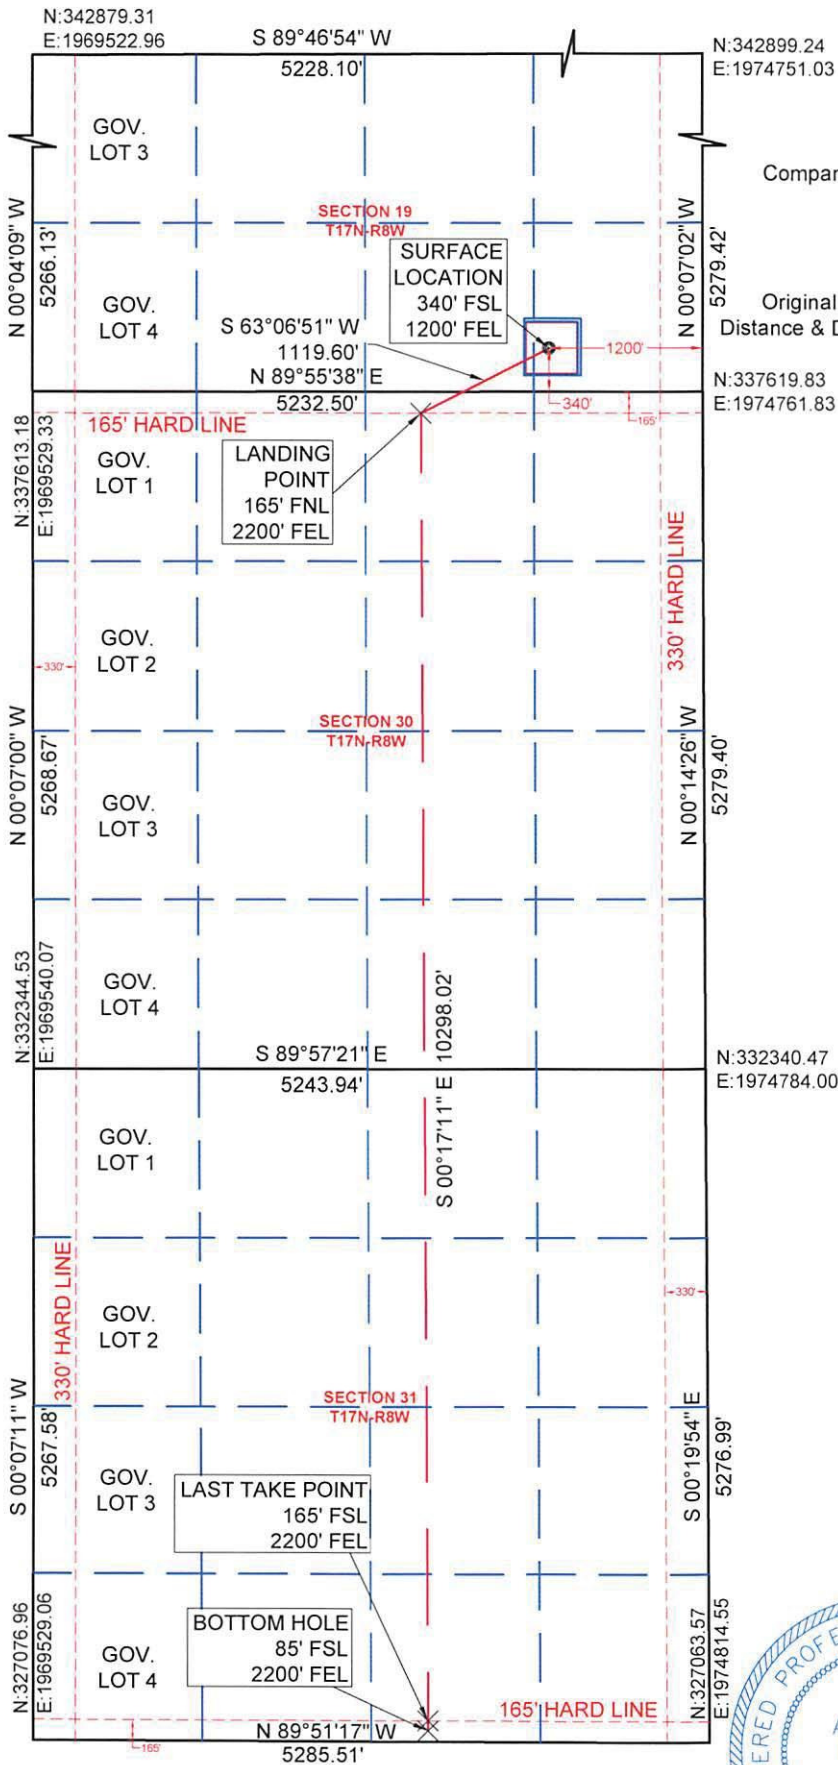 N:342879.31
E:1969522.96
S 89°46'54" W
5228.10'
N:342899.24
E:1974751.03
GOV.
LOT 3
Compar
SECTION 19
T17N-R8W
N 00°04'09" W
5266.13'
N 00°07'02" W
5279.42'
SURFACE
LOCATION
340' FSL
1200' FEL
GOV.
LOT 4
Original
Distance & D
S 63°06'51" W
1119.60'
1200'
N 89°55'38" E
5232.50'
340'
165'
N:337619.83
E:1974761.83
165' HARD LINE
N:337613.18
E:1969529.33
GOV.
LOT 1
LANDING
POINT
165' FNL
2200' FEL
330' HARD LINE
GOV.
LOT 2
330'
SECTION 30
T17N-R8W
N 00°07'00" W
5268.67'
N 00°14'26" W
5279.40'
GOV.
LOT 3
GOV.
LOT 4
N:332344.53
E:1969540.07
S 89°57'21" E
5243.94'
S 00°17'11" E 10298.02'
N:332340.47
E:1974784.00
GOV.
LOT 1
330' HARD LINE
GOV.
LOT 2
330'
SECTION 31
T17N-R8W
S 00°07'11" W
5267.58'
S 00°19'54" E
5276.99'
GOV.
LOT 3
LAST TAKE POINT
165' FSL
2200' FEL
BOTTOM HOLE
85' FSL
2200' FEL
N:327076.96
E:1969529.06
GOV.
LOT 4
N:327063.57
E:1974814.55
165' HARD LINE
N 89°51'17" W
5285.51'
165'
ERED PROFE